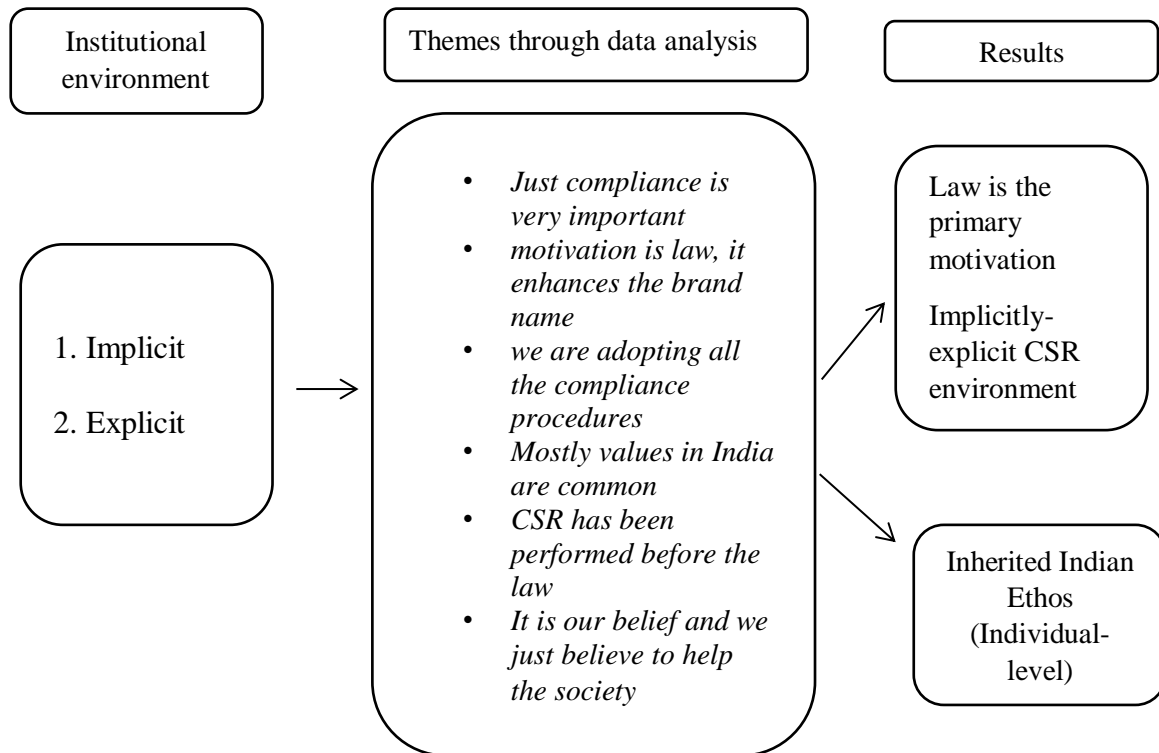 Institutional
environment
Themes through data analysis
Results
1. Implicit
2. Explicit
• Just compliance is
very important
• motivation is law, it
enhances the brand
name
• we are adopting all
the compliance
procedures
• Mostly values in India
are common
• CSR has been
performed before the
law
• It is our belief and we
just believe to help
the society
Law is the
primary
motivation
Implicitly-
explicit CSR
environment
Inherited Indian
Ethos
(Individual-
level)